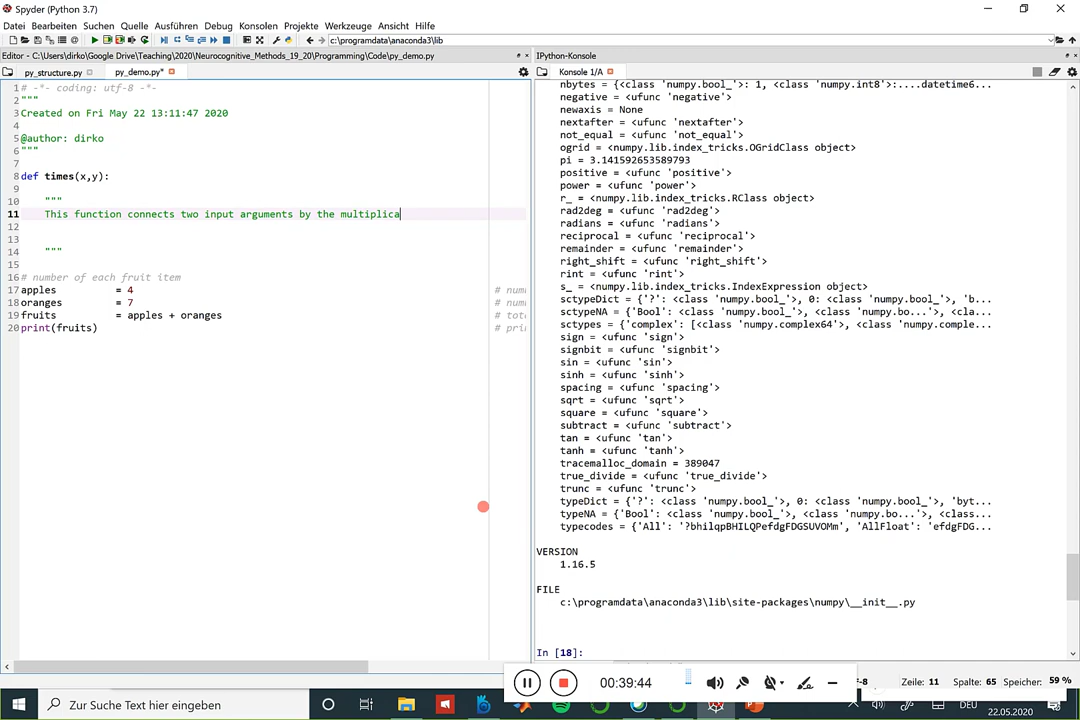 Spyder (Python 3.7)
Datei Bearbeiten Suchen Quelle Ausführen Debug Konsolen Projekte Werkzeuge Ansicht Hilfe
c:\programdata\anaconda3\lib
Editor - C:\Users\dirko\Google Drive\Teaching\2020\Neurocognitive_Methods_19_20\Programming\Code\py_demo.py
py_structure.py py_demo.py*
1 # -*- coding: utf-8 -*-
2 """
3 Created on Fri May 22 13:11:47 2020
4
5 @author: dirko
6 """
7
8 def times(x,y):
9
10 """
11 This function connects two input arguments by the multiplica
12
13
14 """
15
16 # number of each fruit item
17 apples = 4 # num
18 oranges = 7 # num
19 fruits = apples + oranges # tot
20 print(fruits) # pri
IPython-Konsole
Konsole 1/A
nbytes = {<class 'numpy.bool_'>: 1, <class 'numpy.int8'>:....datetime6...
negative = <ufunc 'negative'>
newaxis = None
nextafter = <ufunc 'nextafter'>
not_equal = <ufunc 'not_equal'>
ogrid = <numpy.lib.index_tricks.OGridClass object>
pi = 3.141592653589793
positive = <ufunc 'positive'>
power = <ufunc 'power'>
r_ = <numpy.lib.index_tricks.RClass object>
rad2deg = <ufunc 'rad2deg'>
radians = <ufunc 'radians'>
reciprocal = <ufunc 'reciprocal'>
remainder = <ufunc 'remainder'>
right_shift = <ufunc 'right_shift'>
rint = <ufunc 'rint'>
s_ = <numpy.lib.index_tricks.IndexExpression object>
sctypeDict = {'?': <class 'numpy.bool_'>, 0: <class 'numpy.bool_'>, 'b...
sctypeNA = {'Bool': <class 'numpy.bool_'>, <class 'numpy.bo...'>, <cla...
sctypes = {'complex': [<class 'numpy.complex64'>, <class 'numpy.comple...
sign = <ufunc 'sign'>
signbit = <ufunc 'signbit'>
sin = <ufunc 'sin'>
sinh = <ufunc 'sinh'>
spacing = <ufunc 'spacing'>
sqrt = <ufunc 'sqrt'>
square = <ufunc 'square'>
subtract = <ufunc 'subtract'>
tan = <ufunc 'tan'>
tanh = <ufunc 'tanh'>
tracemalloc_domain = 389047
true_divide = <ufunc 'true_divide'>
trunc = <ufunc 'trunc'>
typeDict = {'?': <class 'numpy.bool_'>, 0: <class 'numpy.bool_'>, 'byt...
typeNA = {'Bool': <class 'numpy.bool_'>, <class 'numpy.bo...'>, <class...
typecodes = {'All': '?bhilqpBHILQPefdgFDGSUVOMm', 'AllFloat': 'efdgFDG...
VERSION
1.16.5
FILE
c:\programdata\anaconda3\lib\site-packages\numpy\__init__.py
In [18]:
00:39:44
F-8 Zeile: 11 Spalte: 65 Speicher: 59 %
Zur Suche Text hier eingeben
DEU
22.05.2020